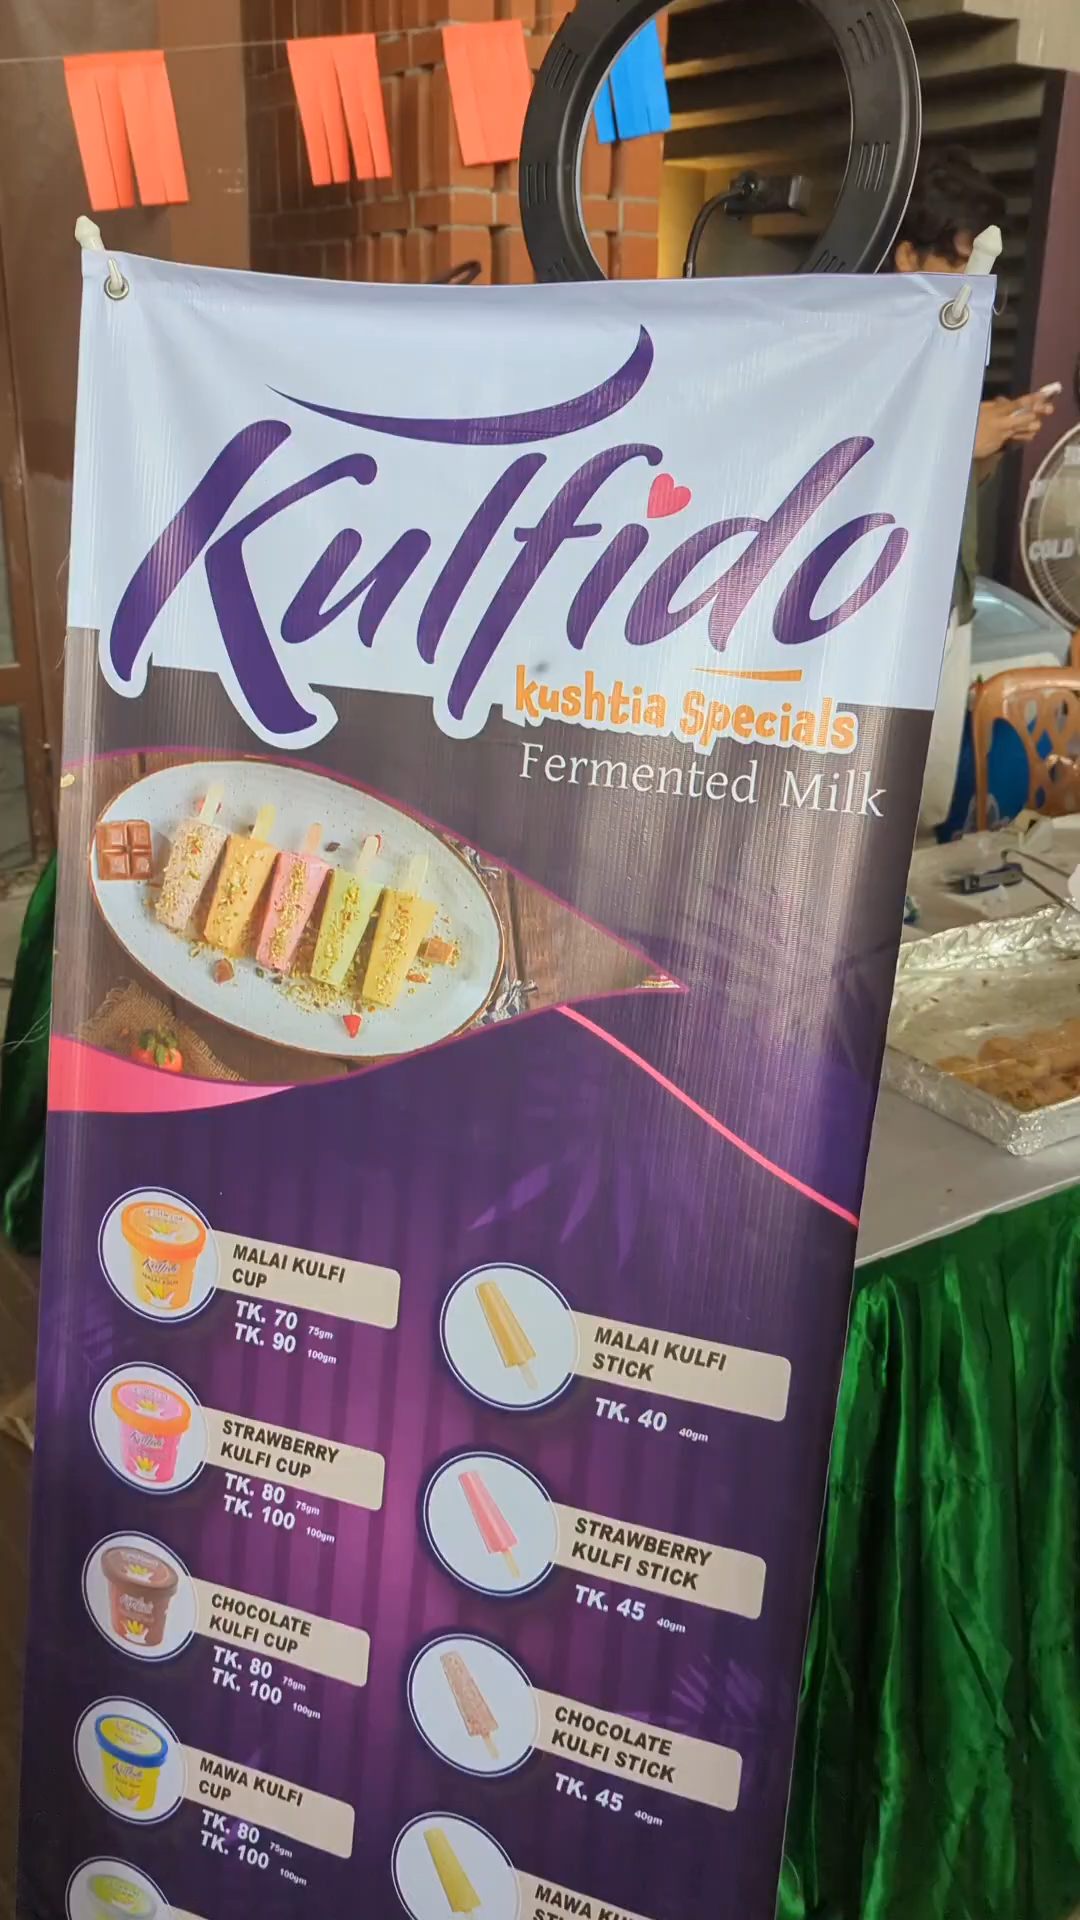 Kulfido
kushtia Specials
Fermented Milk
MALAI KULFI
CUP
TK. 70 75gm
TK. 90 100gm
STRAWBERRY
KULFI CUP
TK. 80 75gm
TK. 100 100gm
CHOCOLATE
KULFI CUP
TK. 80 75gm
TK. 100 100gm
MAWA KULFI
CUP
TK. 80 75gm
TK. 100 100gm
MALAI KULFI
STICK
TK. 40 40gm
STRAWBERRY
KULFI STICK
TK. 45 40gm
CHOCOLATE
KULFI STICK
TK. 45 40gm
MAWA
COLD